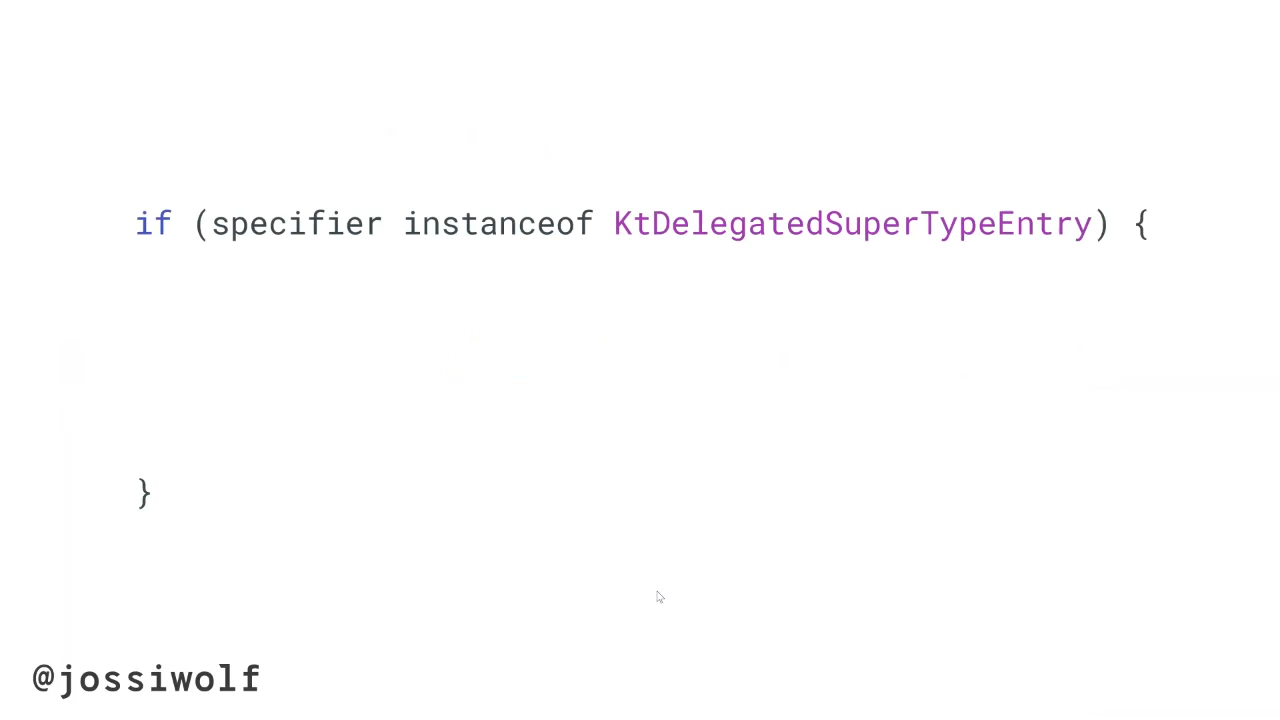 if (specifier instanceof KtDelegatedSuperTypeEntry) {
}
@jossiwolf